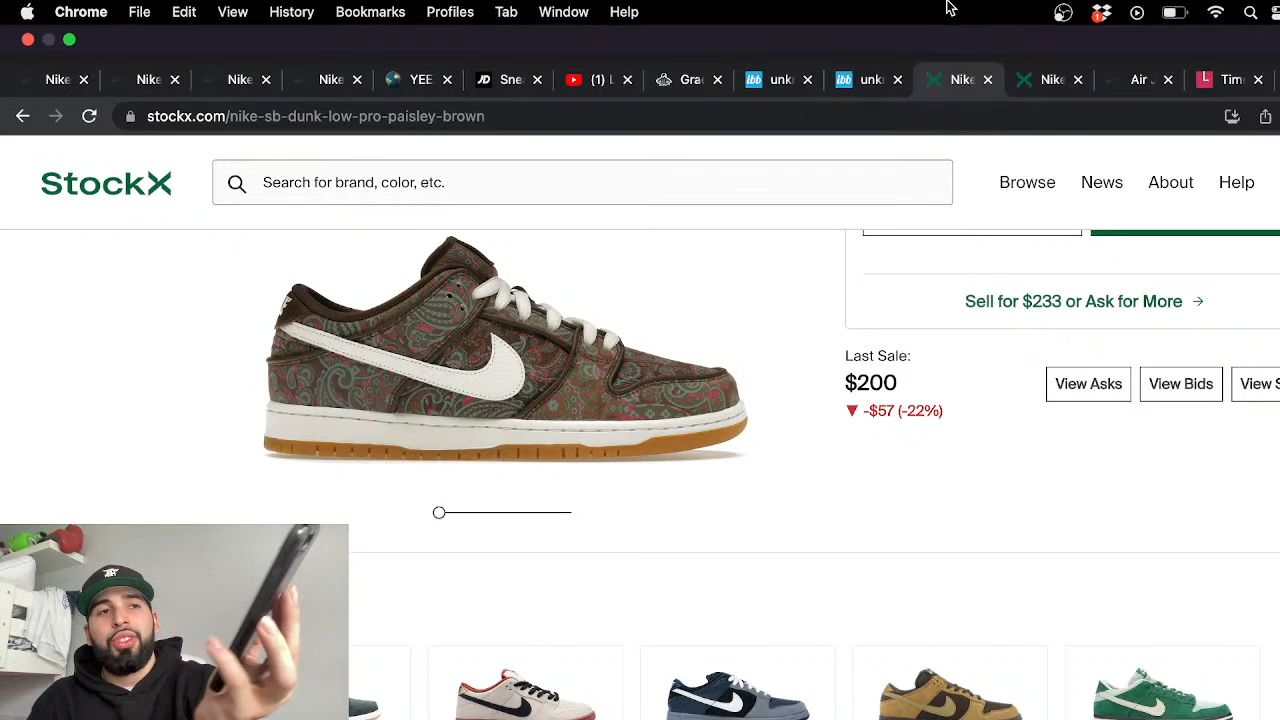 Chrome File Edit View History Bookmarks Profiles Tab Window Help
Nike Nike Nike Nike YEE Sne (1) L Gra unk unk Nike Nike Air Tim
stockx.com/nike-sb-dunk-low-pro-paisley-brown
StockX Search for brand, color, etc. Browse News About Help
Sell for $233 or Ask for More →
Last Sale:
$200
View Asks View Bids View S
▼ -$57 (-22%)